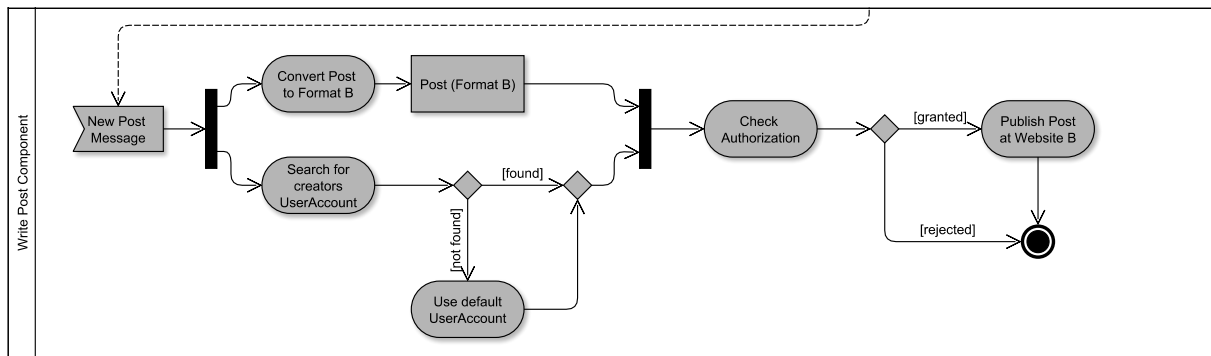 Write Post Component
New Post
Message
Convert Post
to Format B
Post (Format B)
Search for
creators
UserAccount
[found]
[not found]
Use default
UserAccount
Check
Authorization
[granted]
[rejected]
Publish Post
at Website B